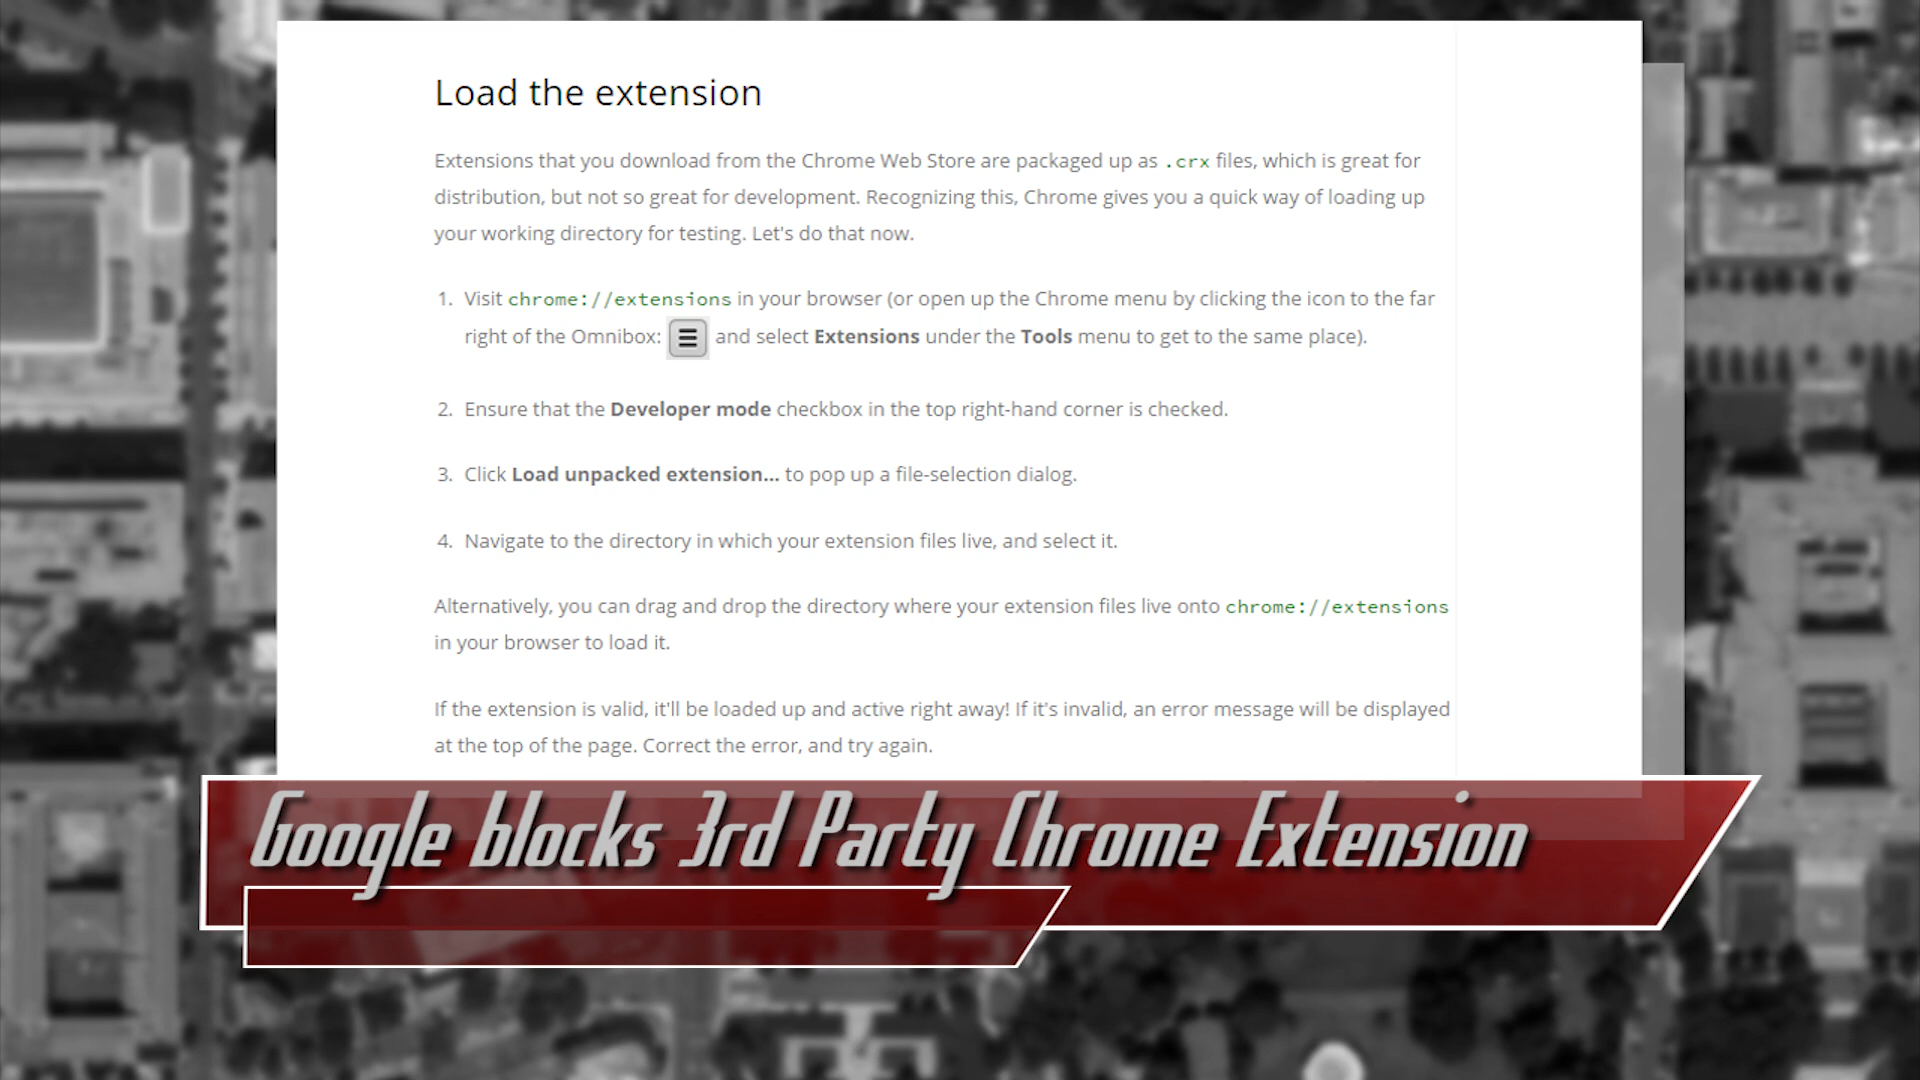 Load the extension
Extensions that you download from the Chrome Web Store are packaged up as .crx files, which is great for
distribution, but not so great for development. Recognizing this, Chrome gives you a quick way of loading up
your working directory for testing. Let's do that now.
1. Visit chrome://extensions in your browser (or open up the Chrome menu by clicking the icon to the far
right of the Omnibox: and select Extensions under the Tools menu to get to the same place).
2. Ensure that the Developer mode checkbox in the top right-hand corner is checked.
3. Click Load unpacked extension... to pop up a file-selection dialog.
4. Navigate to the directory in which your extension files live, and select it.
Alternatively, you can drag and drop the directory where your extension files live onto chrome://extensions
in your browser to load it.
If the extension is valid, it'll be loaded up and active right away! If it's invalid, an error message will be displayed
at the top of the page. Correct the error, and try again.
Google blocks 3rd Party Chrome Extension